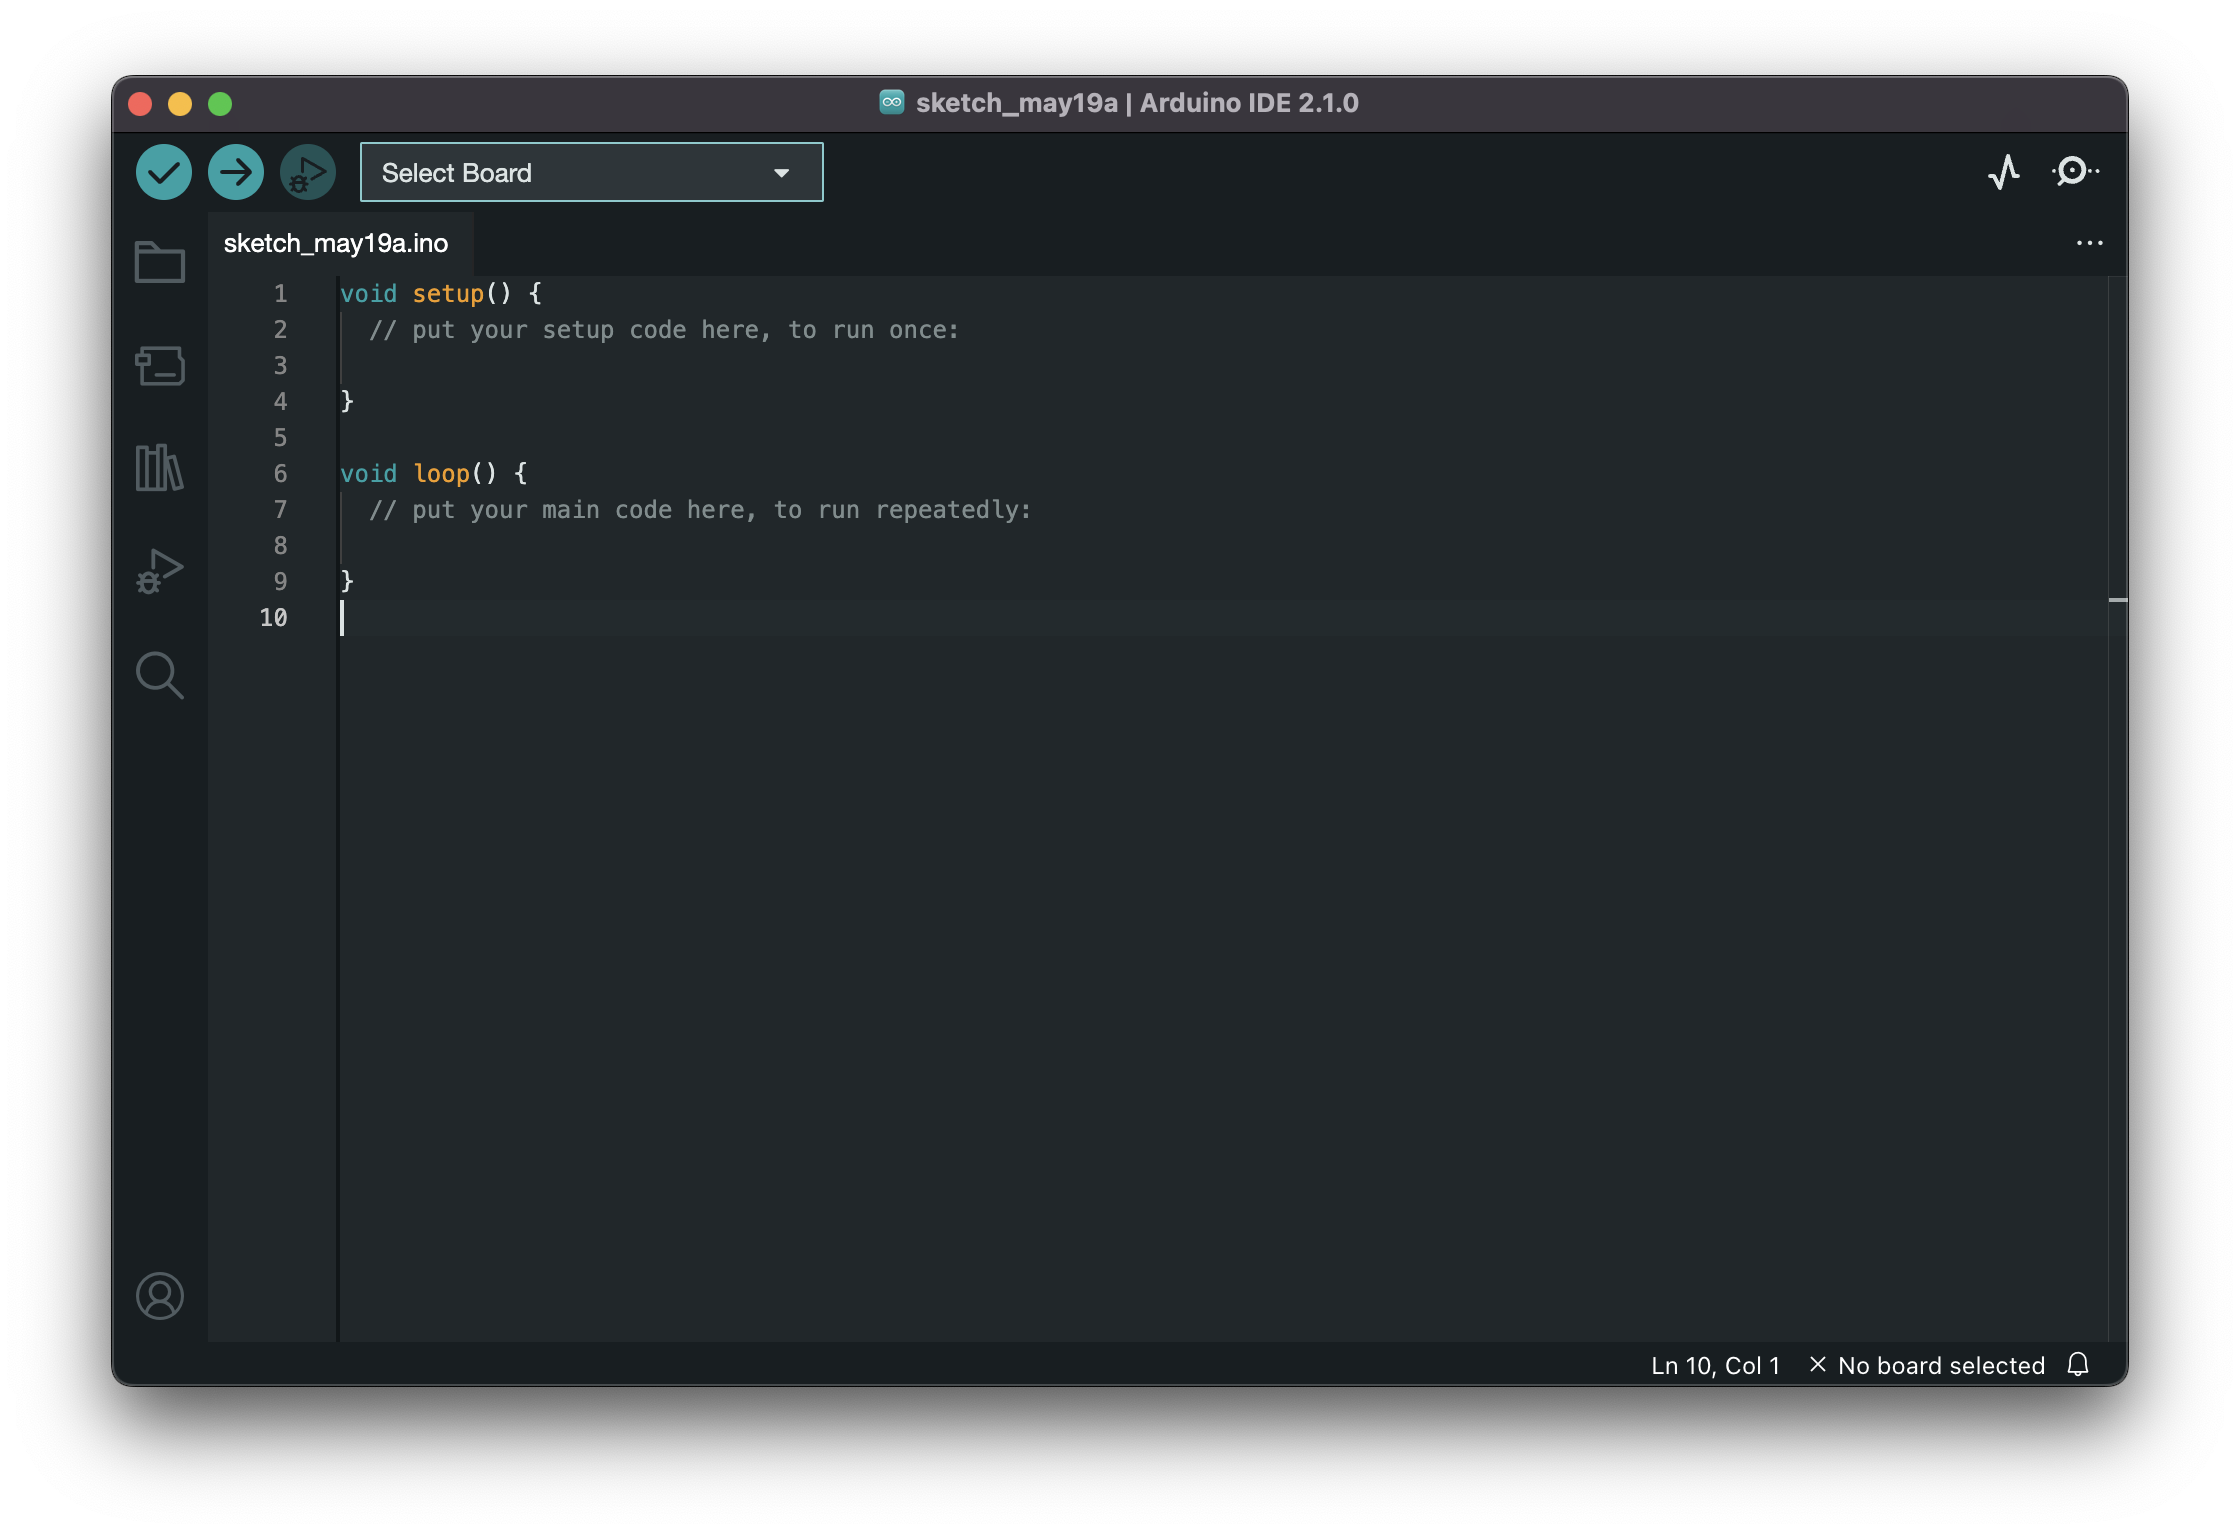 sketch_may19a | Arduino IDE 2.1.0
Select Board
sketch_may19a.ino
1 void setup() {
2   // put your setup code here, to run once:
3
4 }
5
6 void loop() {
7   // put your main code here, to run repeatedly:
8
9 }
10
Ln 10, Col 1 × No board selected